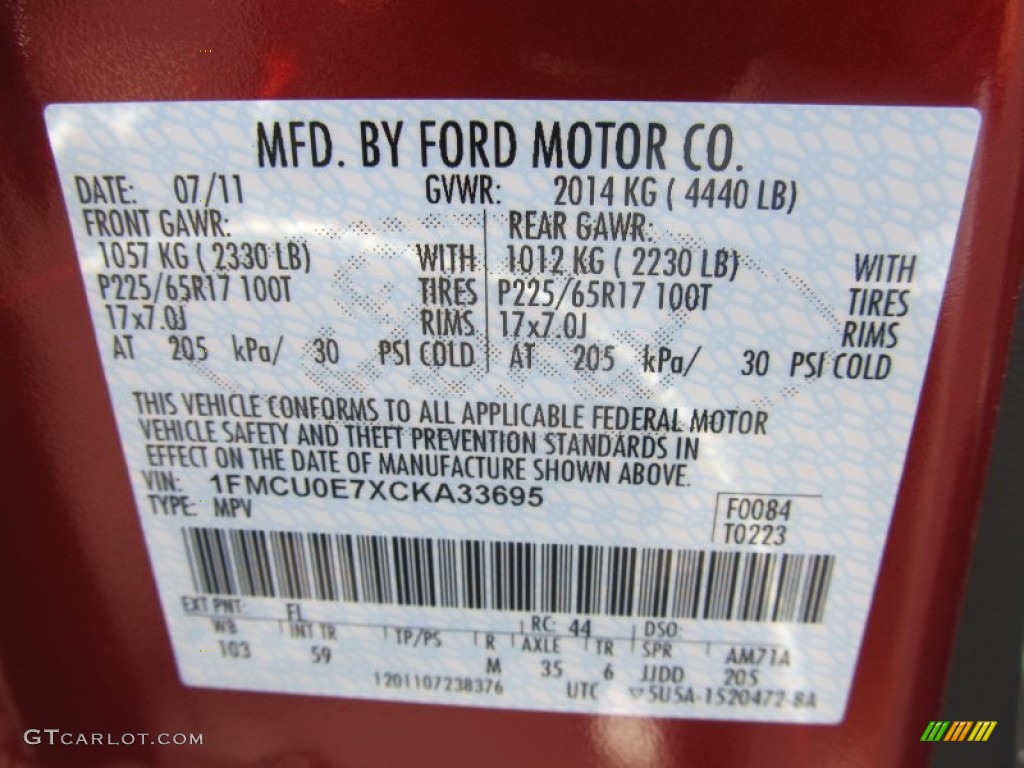 MFD. BY FORD MOTOR CO.
DATE: 07/11 GVWR: 2014 KG ( 4440 LB)
FRONT GAWR: REAR GAWR:
1057 KG ( 2330 LB) WITH 1012 KG ( 2230 LB) WITH
P225/65R17 100T TIRES P225/65R17 100T TIRES
17x7.0J RIMS 17x7.0J RIMS
AT 205 kPa/ 30 PSI COLD AT 205 kPa/ 30 PSI COLD
THIS VEHICLE CONFORMS TO ALL APPLICABLE FEDERAL MOTOR
VEHICLE SAFETY AND THEFT PREVENTION STANDARDS IN
EFFECT ON THE DATE OF MANUFACTURE SHOWN ABOVE.
VIN: 1FMCU0E7XCKA33695
TYPE: MPV
F0084
T0223
EXT PNT: FL RC: 44 DSO:
WB INT TR TP/PS R AXLE TR SPR AM71A
103 59 M 35 6 JJDD 205
1201107238376 UTC ▽5U5A-1520472-BA
GTCARLOT.COM